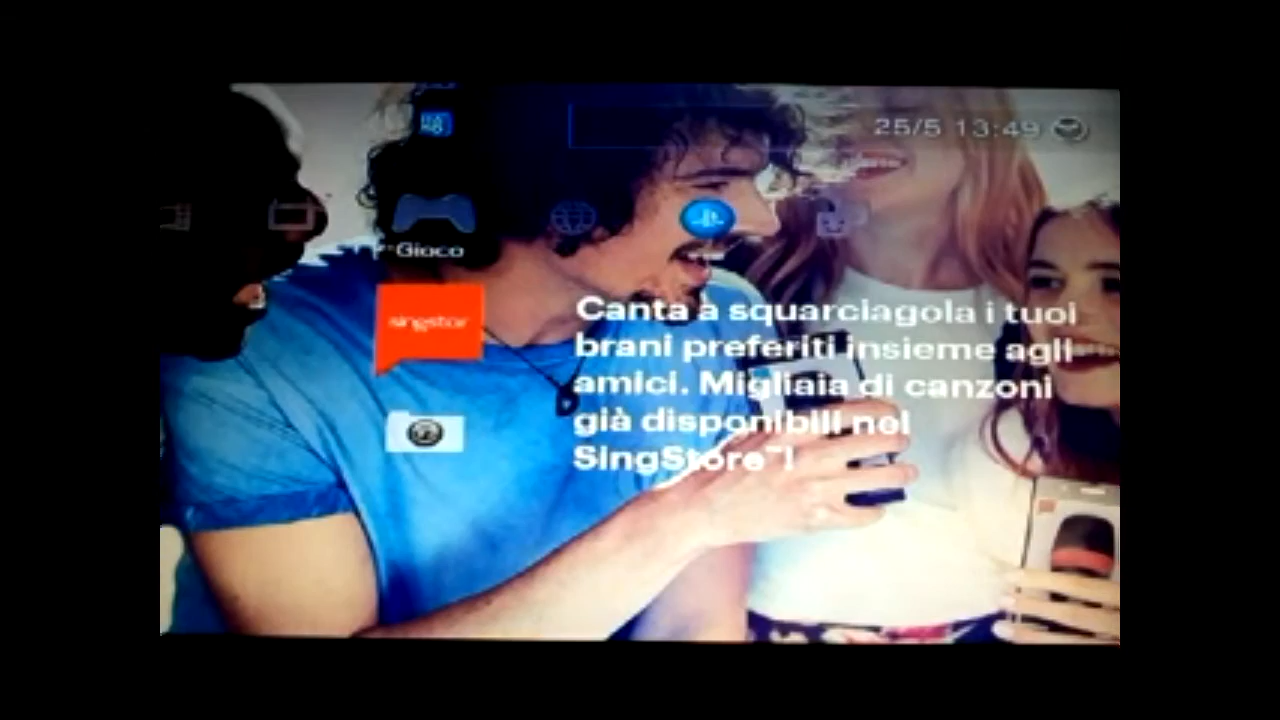 25/5 13:49
Gioco
singstar
Canta a squarciagola i tuoi
brani preferiti insieme agli
amici. Migliaia di canzoni
già disponibili nel
SingStore™!